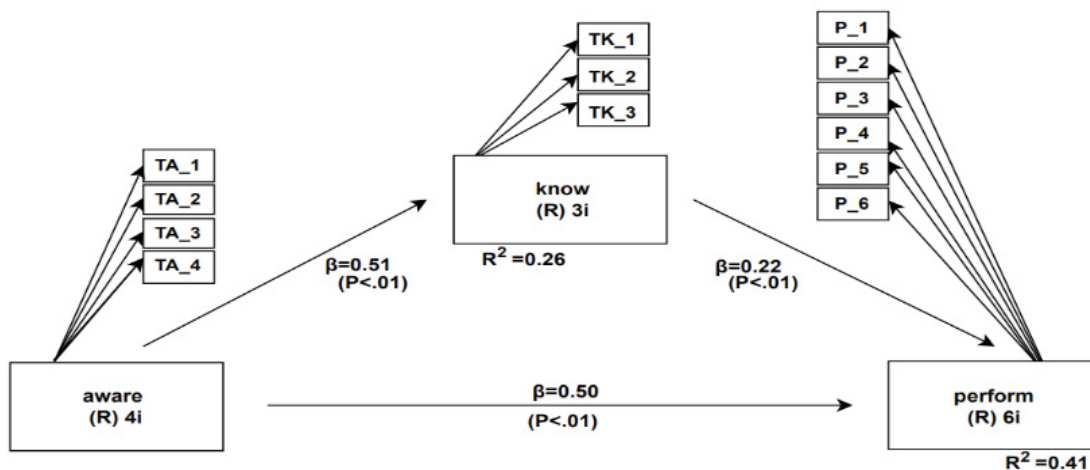 TK_1
TK_2
TK_3
P_1
P_2
P_3
P_4
P_5
P_6
TA_1
TA_2
TA_3
TA_4
know
(R) 3i
R² =0.26
β=0.51
(P<.01)
β=0.22
(P<.01)
aware
(R) 4i
β=0.50
(P<.01)
perform
(R) 6i
R² =0.41